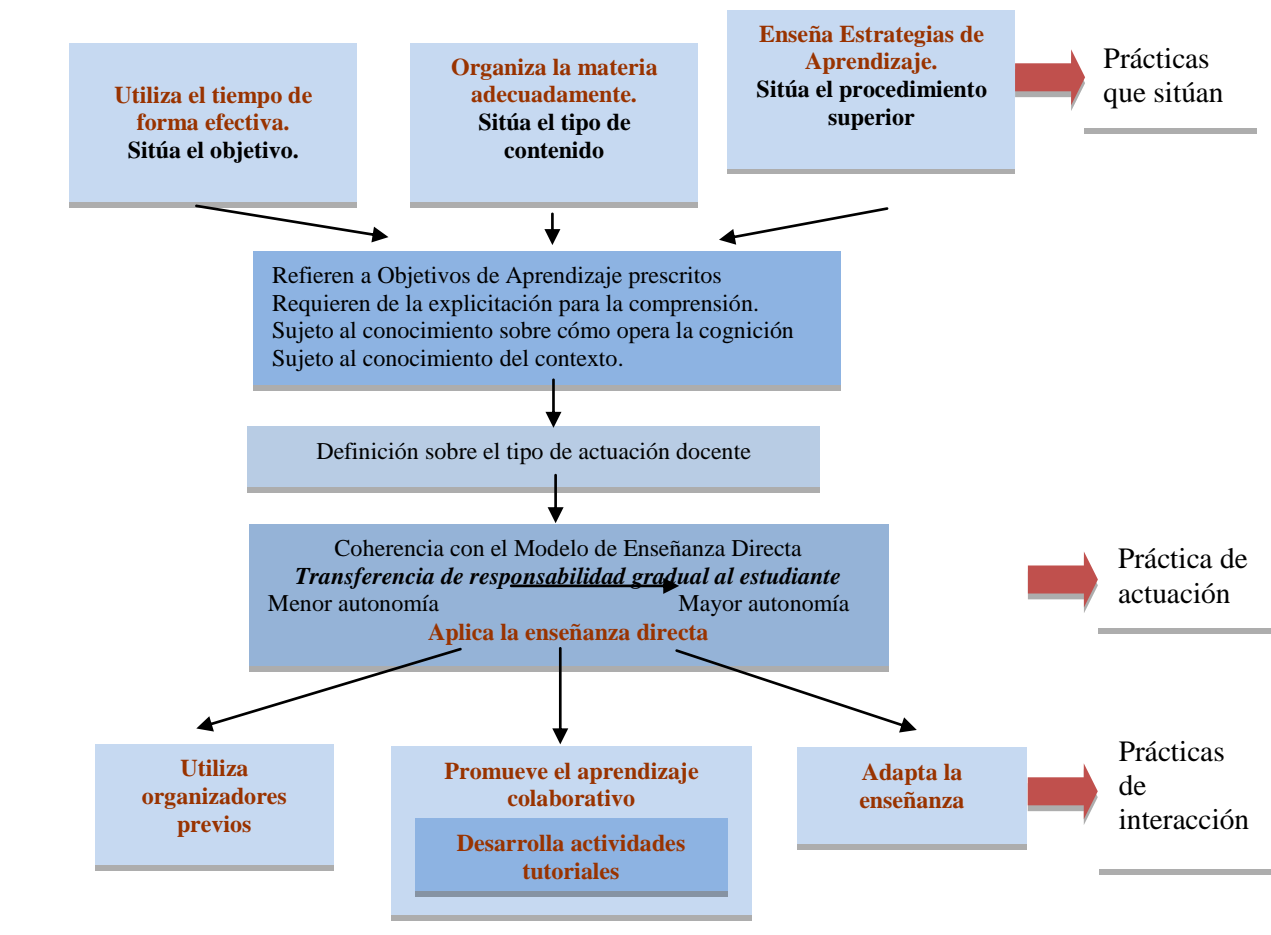 Utiliza el tiempo de
forma efectiva.
Sitúa el objetivo.
Organiza la materia
adecuadamente.
Sitúa el tipo de
contenido
Enseña Estrategias de
Aprendizaje.
Sitúa el procedimiento
superior
Prácticas
que sitúan
Refieren a Objetivos de Aprendizaje prescritos
Requieren de la explicitación para la comprensión.
Sujeto al conocimiento sobre cómo opera la cognición
Sujeto al conocimiento del contexto.
Definición sobre el tipo de actuación docente
Coherencia con el Modelo de Enseñanza Directa
Transferencia de responsabilidad gradual al estudiante
Menor autonomía Mayor autonomía
Aplica la enseñanza directa
Práctica de
actuación
Utiliza
organizadores
previos
Promueve el aprendizaje
colaborativo
Desarrolla actividades
tutoriales
Adapta la
enseñanza
Prácticas
de
interacción